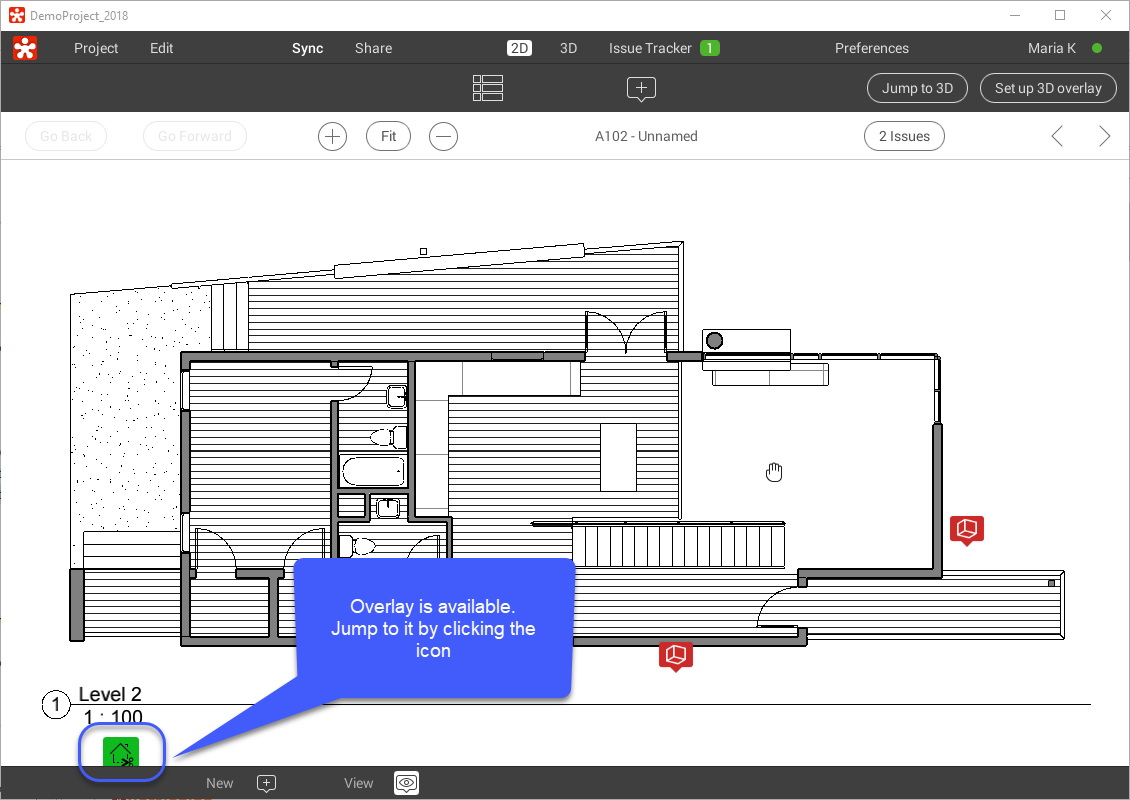 DemoProject_2018
Project Edit Sync Share 2D 3D Issue Tracker 1 Preferences Maria K
Jump to 3D Set up 3D overlay
Go Back Go Forward Fit A102 - Unnamed 2 Issues
Overlay is available.
Jump to it by clicking the
icon
1 Level 2
1 : 100
New View